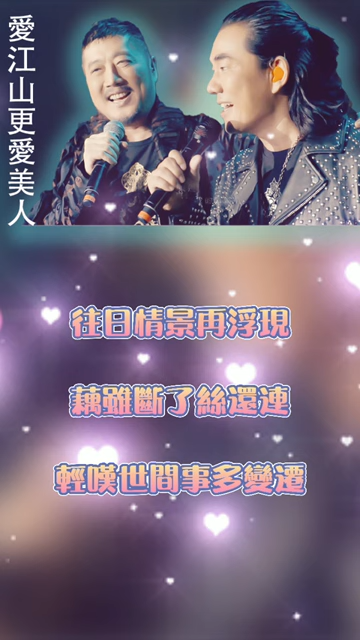 愛江山更愛美人
往日情景再浮現
藕雖斷了絲還連
輕嘆世間事多變遷